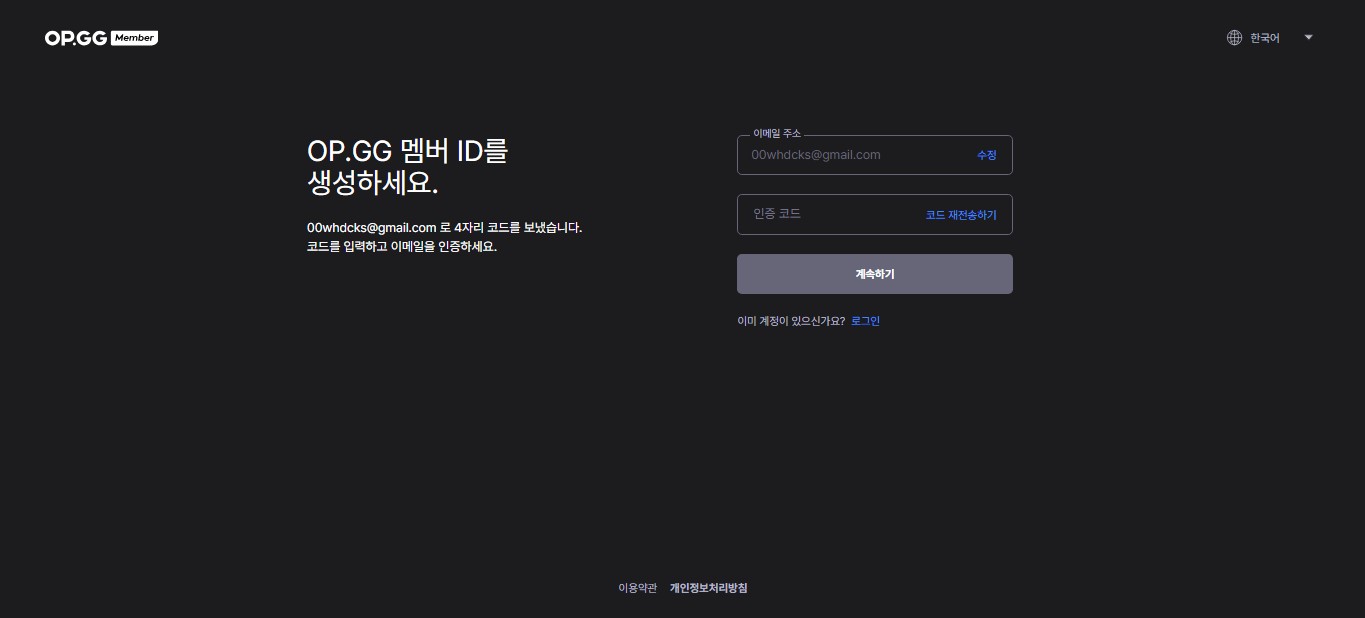 OP.GG Member
한국어
OP.GG 멤버 ID를
생성하세요.
00whdcks@gmail.com 로 4자리 코드를 보냈습니다.
코드를 입력하고 이메일을 인증하세요.
이메일 주소
00whdcks@gmail.com 수정
인증 코드 코드 재전송하기
계속하기
이미 계정이 있으신가요? 로그인
이용약관 개인정보처리방침